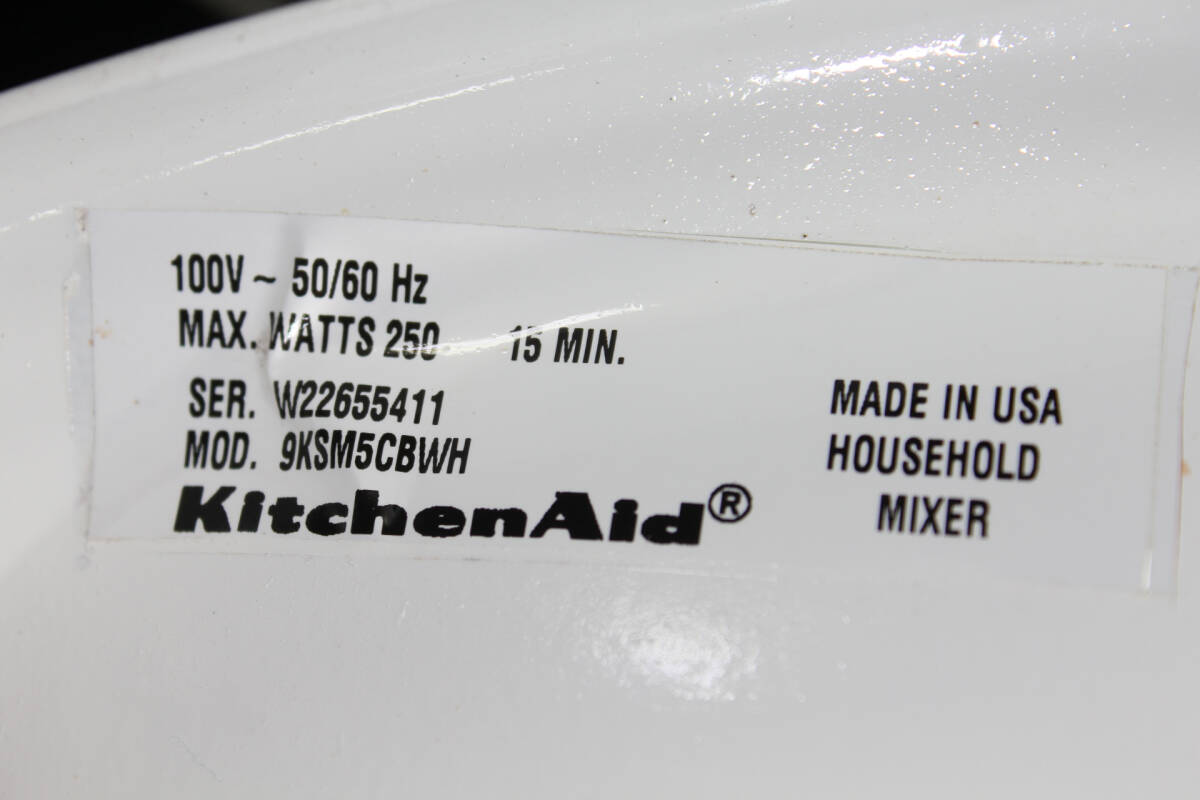 100V ~ 50/60 Hz
MAX. WATTS 250 15 MIN.
SER. W22655411
MOD. 9KSM5CBWH
KitchenAid®
MADE IN USA
HOUSEHOLD
MIXER